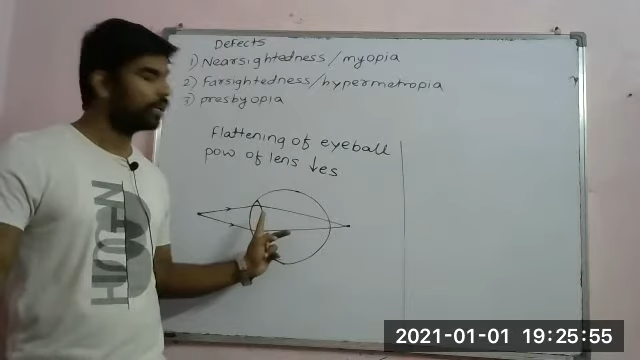 Defects
1) Nearsightedness/myopia
2) Farsightedness/hypermetropia
3) presbyopia
flattening of eyeball
pow of lens ↓es
2021-01-01 19:25:55